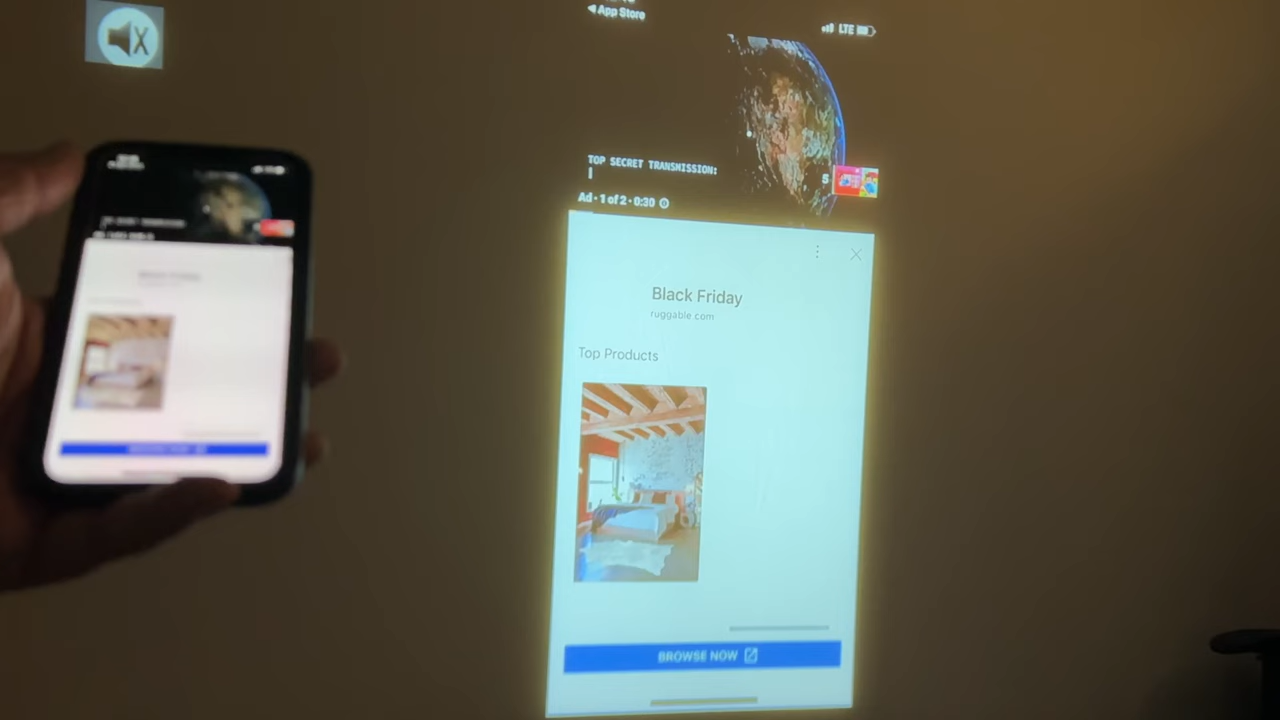 ◀ App Store
LTE
TOP SECRET TRANSMISSION:
5
Ad · 1 of 2 · 0:30
Black Friday
ruggable.com
Top Products
BROWSE NOW